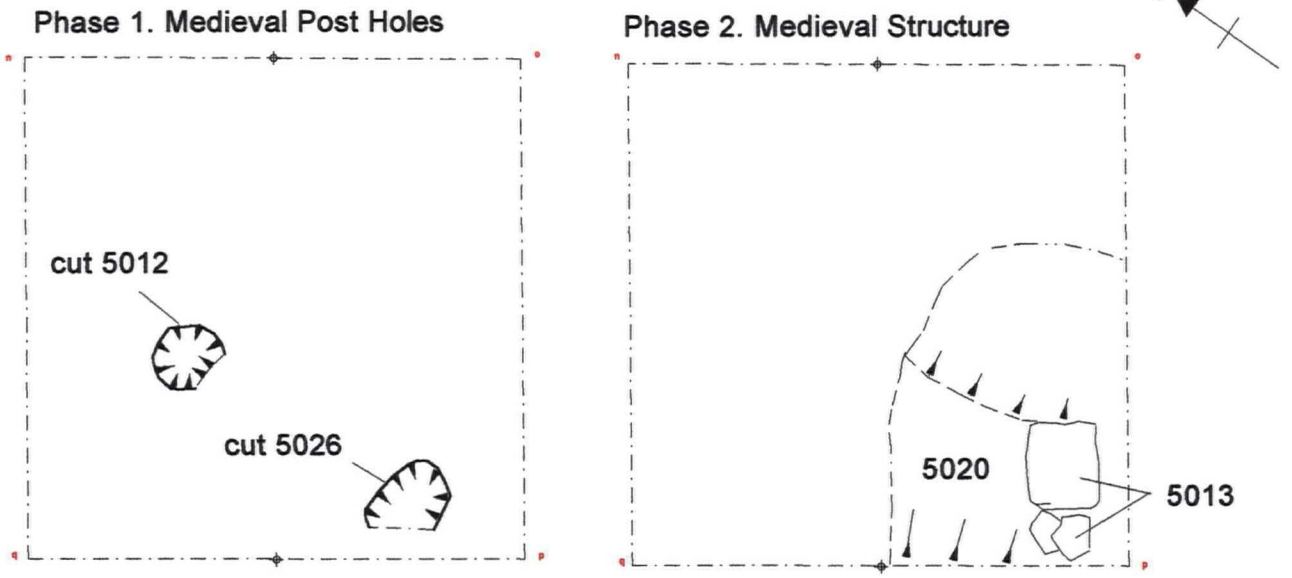 Phase 1. Medieval Post Holes
n
o
cut 5012
cut 5026
q
p
Phase 2. Medieval Structure
n
o
5020
5013
q
p